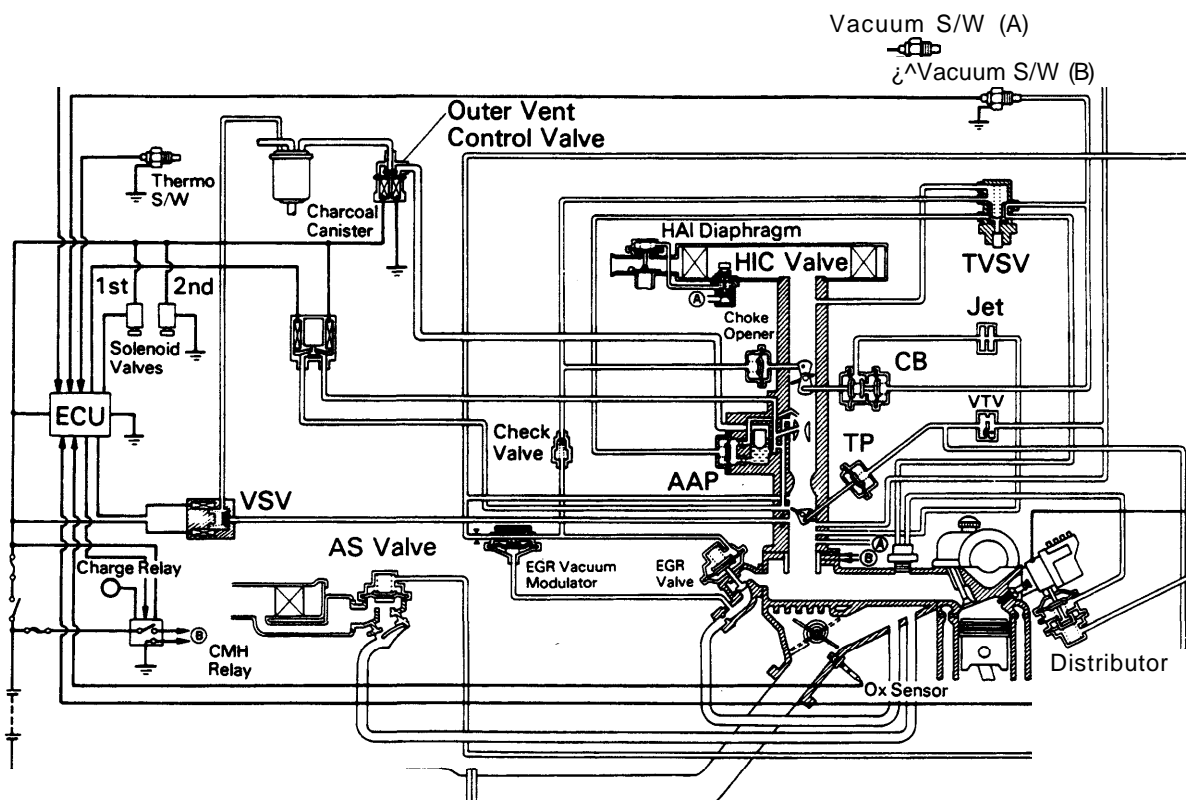 Vacuum S/W (A)
¿^Vacuum S/W (B)
Outer Vent
Control Valve
Thermo
S/W
Charcoal
Canister
HAI Diaphragm
HIC Valve
TVSV
A
1st
2nd
Solenoid
Valves
Choke
Opener
Jet
CB
ECU
VTV
Check
Valve
TP
AAP
VSV
AS Valve
A
B
Charge Relay
EGR Vacuum
Modulator
EGR
Valve
B
CMH
Relay
Distributor
Ox Sensor